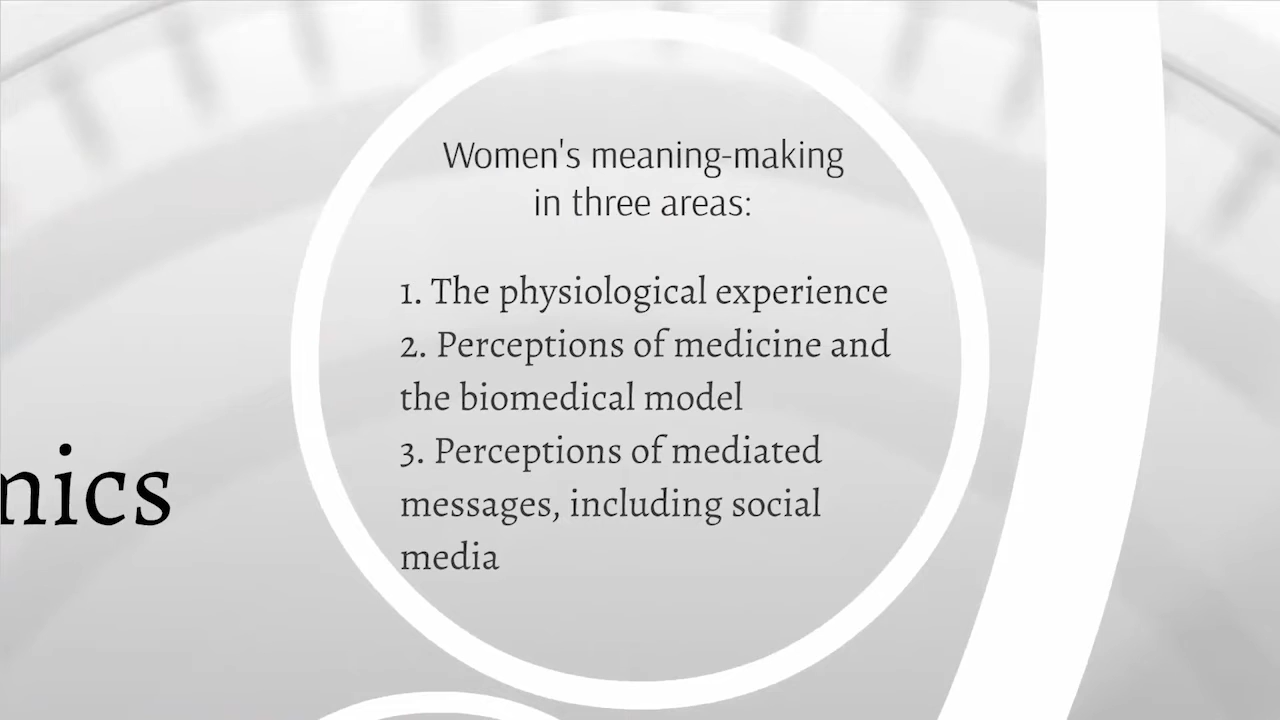 Women's meaning-making
in three areas:
1. The physiological experience
2. Perceptions of medicine and
the biomedical model
3. Perceptions of mediated
messages, including social
media